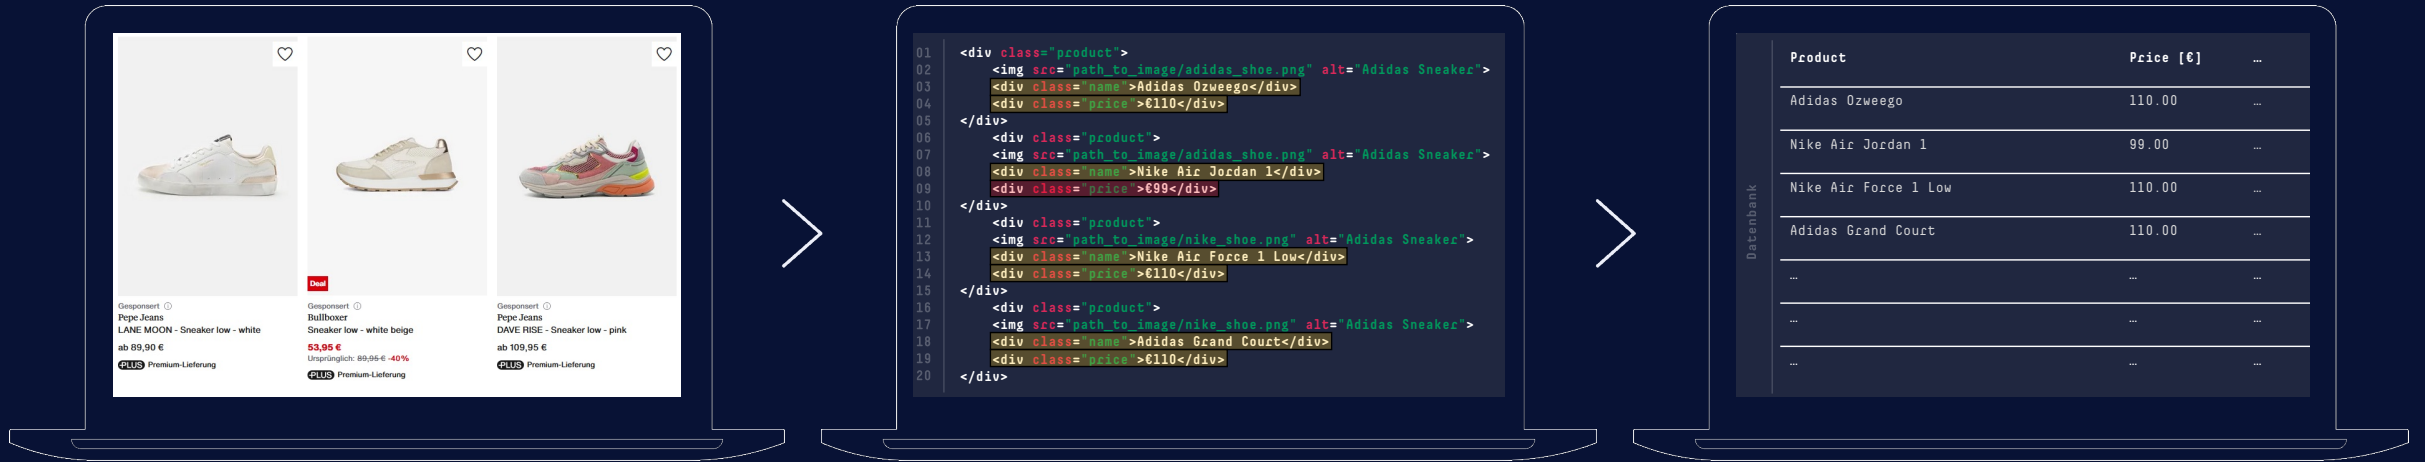 Deal
Gesponsert
Pepe Jeans
LANE MOON - Sneaker low - white
ab 89,90 €
PLUS Premium-Lieferung
Gesponsert
Bullboxer
Sneaker low - white beige
53,95 €
Ursprünglich: 89,95 € -40%
PLUS Premium-Lieferung
Gesponsert
Pepe Jeans
DAVE RISE - Sneaker low - pink
ab 109,95 €
PLUS Premium-Lieferung
01 <div class="product">
02 <img src="path_to_image/adidas_shoe.png" alt="Adidas Sneaker">
03 <div class="name">Adidas Ozweego</div>
04 <div class="price">€110</div>
05 </div>
06 <div class="product">
07 <img src="path_to_image/adidas_shoe.png" alt="Adidas Sneaker">
08 <div class="name">Nike Air Jordan 1</div>
09 <div class="price">€99</div>
10 </div>
11 <div class="product">
12 <img src="path_to_image/nike_shoe.png" alt="Adidas Sneaker">
13 <div class="name">Nike Air Force 1 Low</div>
14 <div class="price">€110</div>
15 </div>
16 <div class="product">
17 <img src="path_to_image/nike_shoe.png" alt="Adidas Sneaker">
18 <div class="name">Adidas Grand Court</div>
19 <div class="price">€110</div>
20 </div>
Datenbank
Product Price [€] …
Adidas Ozweego 110.00 …
Nike Air Jordan 1 99.00 …
Nike Air Force 1 Low 110.00 …
Adidas Grand Court 110.00 …
… … …
… … …
… … …